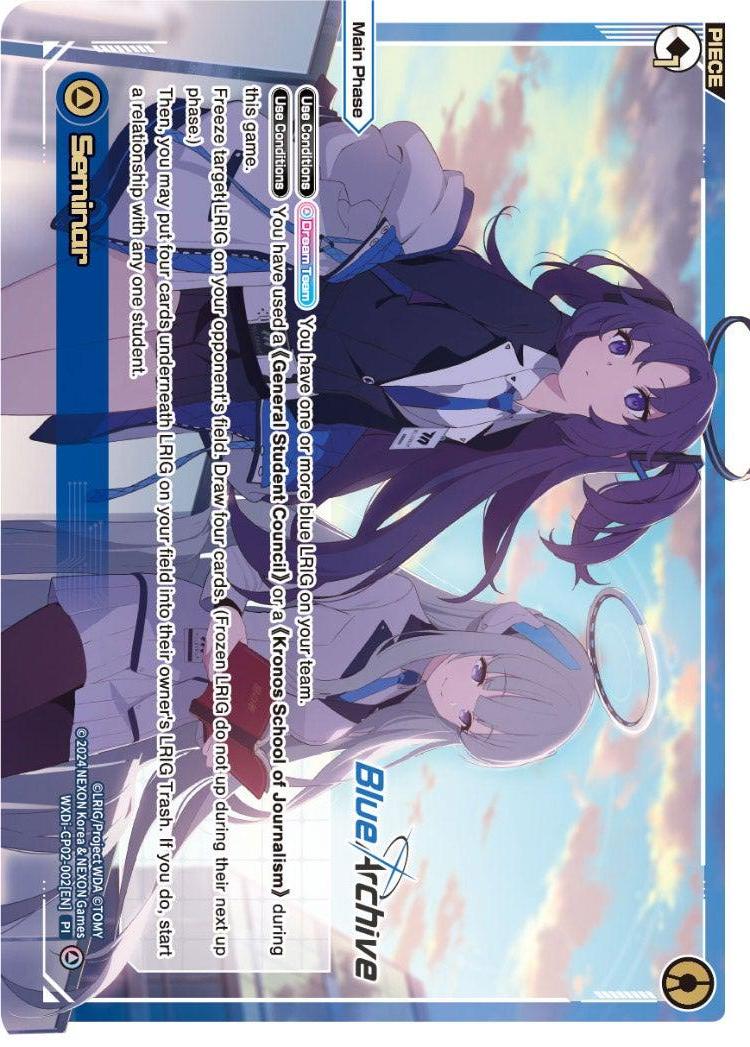 PIECE
1
Main Phase
Blue Archive
Use Conditions Dream Team You have one or more blue LRIG on your team.
Use Conditions You have used a 《General Student Council》 or a 《Kronos School of Journalism》 during
this game.
Freeze target LRIG on your opponent's field. Draw four cards. (Frozen LRIG do not up during their next up
phase.)
Then, you may put four cards underneath LRIG on your field into their owner's LRIG Trash. If you do, start
a relationship with any one student.
Seminar
©LRIG/Project WDA ©TOMY
© 2024 NEXON Korea & NEXON Games
WXDi-CP02-002[EN] PI